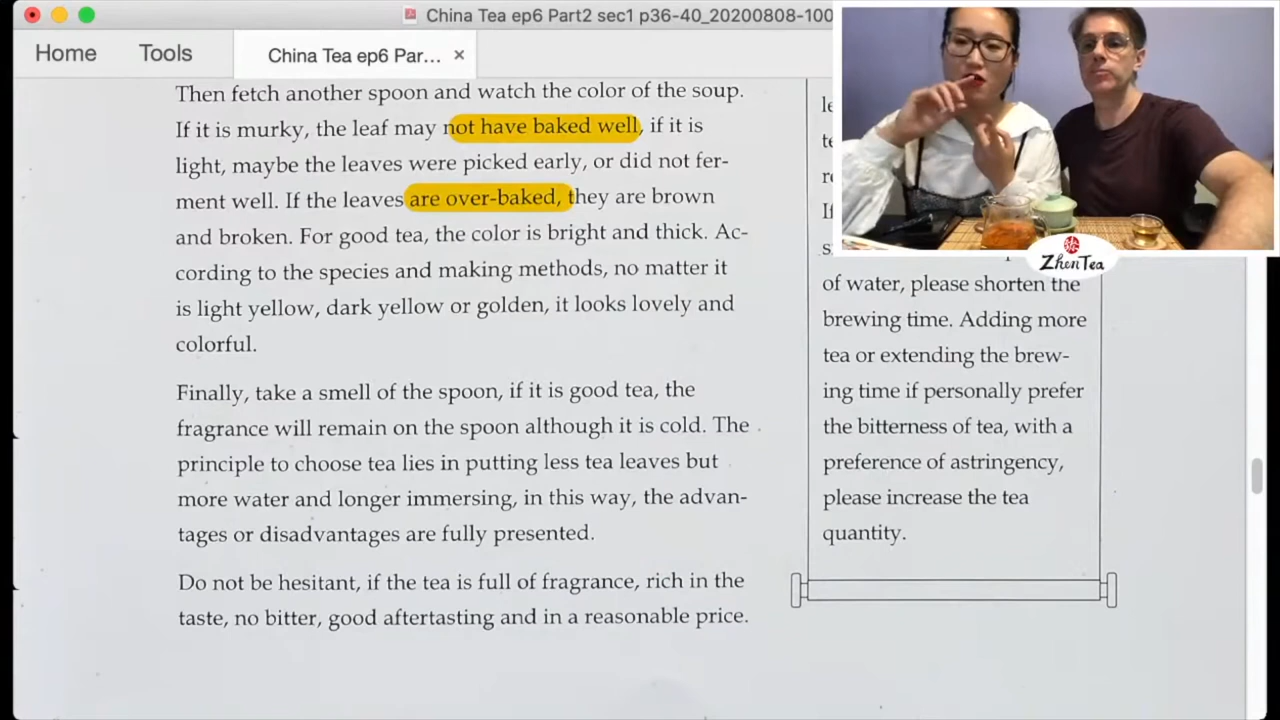 China Tea ep6 Part2 sec1 p36-40_20200808-100
Home
Tools
China Tea ep6 Par...
Then fetch another spoon and watch the color of the soup.
If it is murky, the leaf may not have baked well, if it is
light, maybe the leaves were picked early, or did not fer-
ment well. If the leaves are over-baked, they are brown
and broken. For good tea, the color is bright and thick. Ac-
cording to the species and making methods, no matter it
is light yellow, dark yellow or golden, it looks lovely and
colorful.
Finally, take a smell of the spoon, if it is good tea, the
fragrance will remain on the spoon although it is cold. The
principle to choose tea lies in putting less tea leaves but
more water and longer immersing, in this way, the advan-
tages or disadvantages are fully presented.
Do not be hesitant, if the tea is full of fragrance, rich in the
taste, no bitter, good aftertasting and in a reasonable price.
If
of water, please shorten the
brewing time. Adding more
tea or extending the brew-
ing time if personally prefer
the bitterness of tea, with a
preference of astringency,
please increase the tea
quantity.
ZhenTea